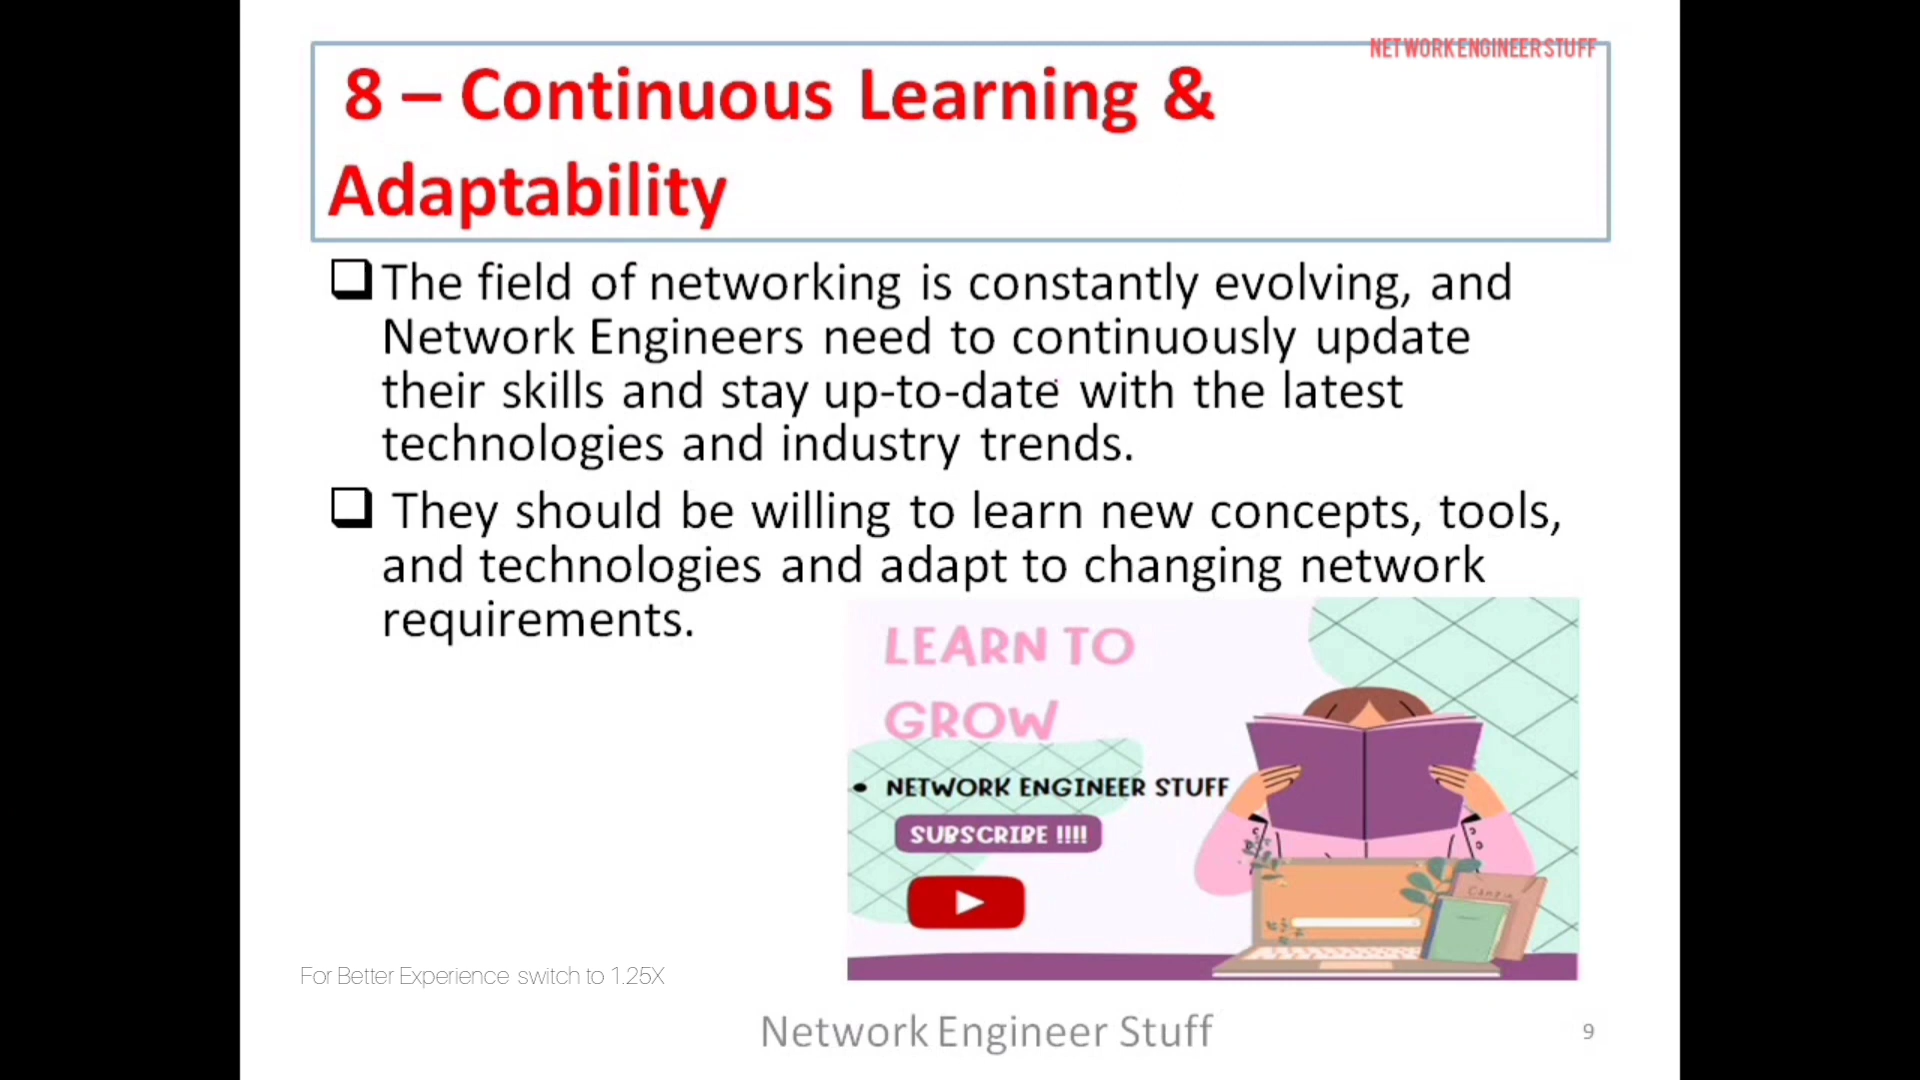 NETWORK ENGINEER STUFF
8 – Continuous Learning &
Adaptability
The field of networking is constantly evolving, and
Network Engineers need to continuously update
their skills and stay up-to-date with the latest
technologies and industry trends.
They should be willing to learn new concepts, tools,
and technologies and adapt to changing network
requirements.
LEARN TO
GROW
• NETWORK ENGINEER STUFF
SUBSCRIBE !!!!
For Better Experience switch to 1.25X
Network Engineer Stuff
9